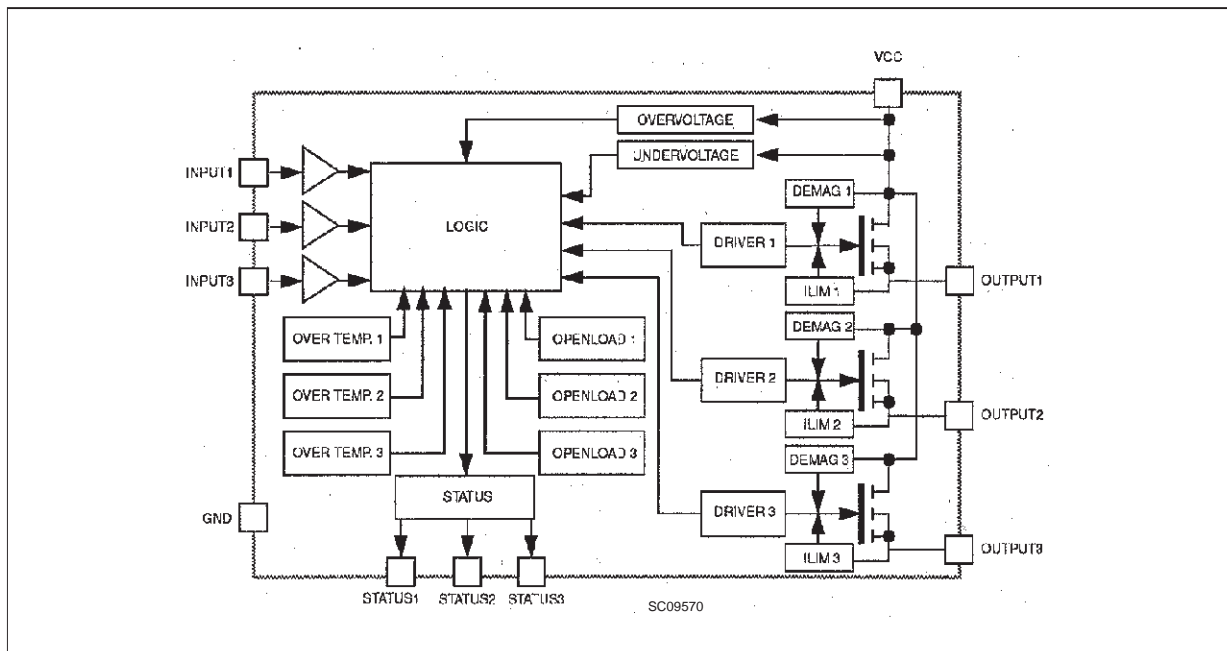 VCC
OVERVOLTAGE
UNDERVOLTAGE
INPUT1
INPUT2
INPUT3
LOGIC
DEMAG 1
DRIVER 1
ILIM 1
OUTPUT1
OVER TEMP. 1
OPENLOAD 1
DEMAG 2
OVER TEMP. 2
OPENLOAD 2
DRIVER 2
ILIM 2
OUTPUT2
OVER TEMP. 3
OPENLOAD 3
DEMAG 3
STATUS
GND
DRIVER 3
ILIM 3
OUTPUT3
STATUS1
STATUS2
STATUS3
SC09570